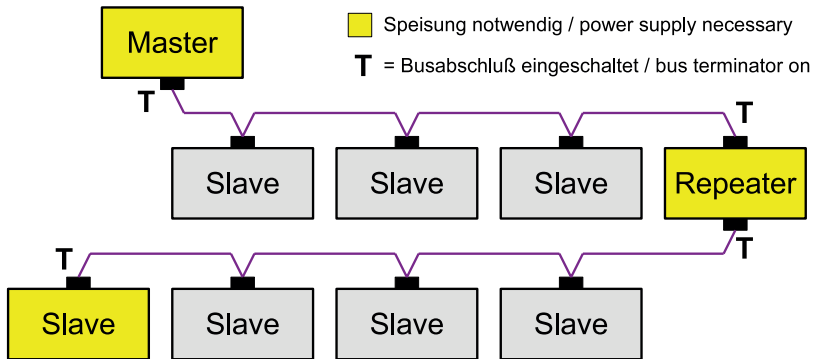 Master
Speisung notwendig / power supply necessary
T = Busabschluß eingeschaltet / bus terminator on
T
T
Slave
Slave
Slave
Repeater
T
T
Slave
Slave
Slave
Slave